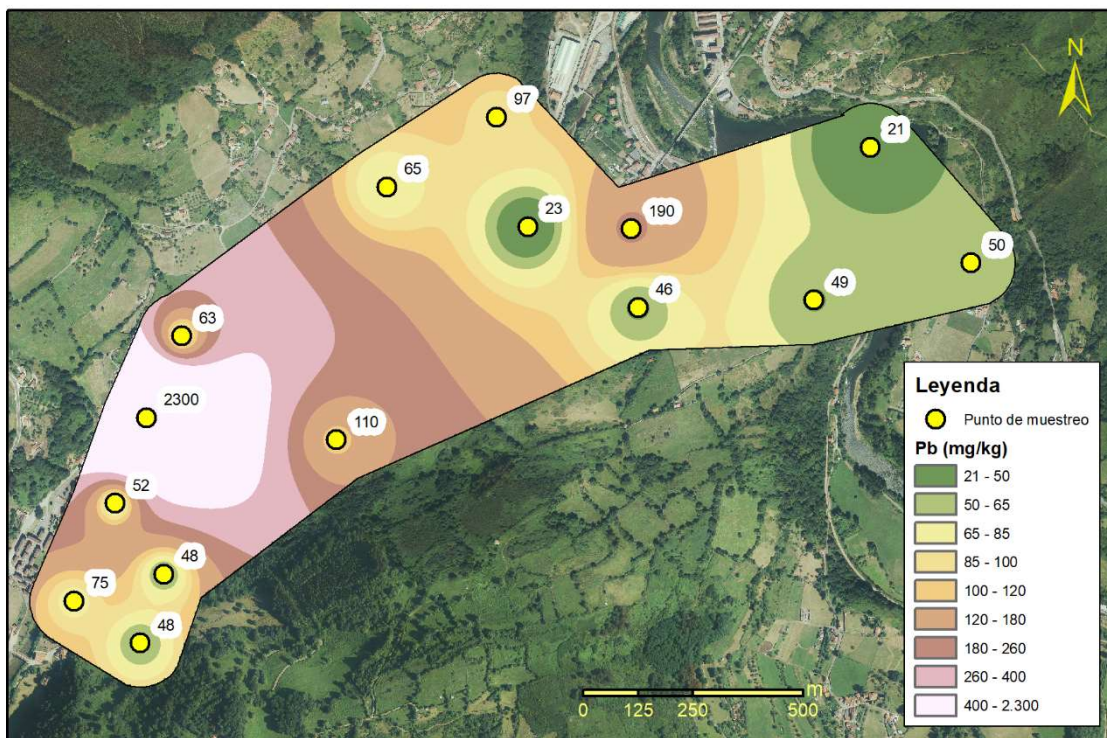 N
97
21
65
23
190
50
46
49
63
2300
110
52
48
75
48
Leyenda
Punto de muestreo
Pb (mg/kg)
21 - 50
50 - 65
65 - 85
85 - 100
100 - 120
120 - 180
180 - 260
260 - 400
400 - 2.300
m
0 125 250 500